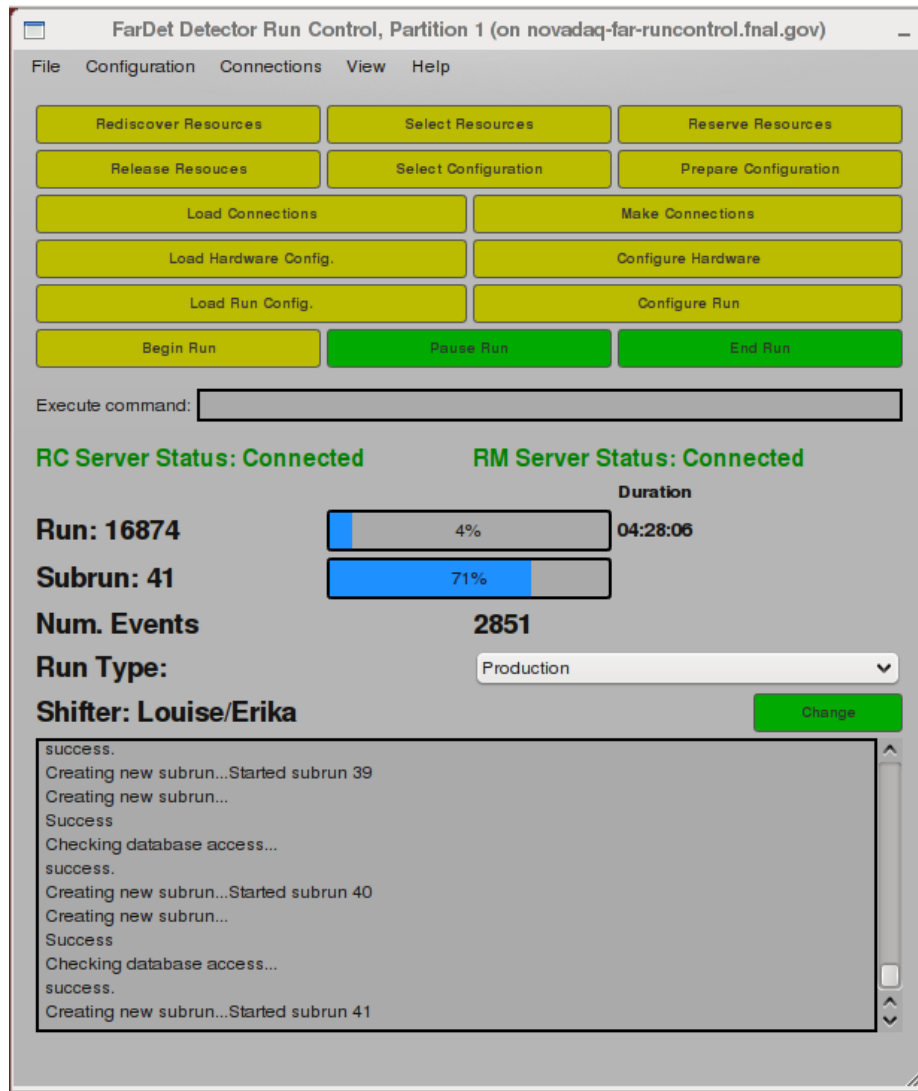 FarDet Detector Run Control, Partition 1 (on novadaq-far-runcontrol.fnal.gov)
File Configuration Connections View Help
Rediscover Resources Select Resources Reserve Resources
Release Resouces Select Configuration Prepare Configuration
Load Connections Make Connections
Load Hardware Config. Configure Hardware
Load Run Config. Configure Run
Begin Run Pause Run End Run
Execute command:
RC Server Status: Connected RM Server Status: Connected
Duration
Run: 16874 4% 04:28:06
Subrun: 41 71%
Num. Events 2851
Run Type: Production
Shifter: Louise/Erika Change
success.
Creating new subrun...Started subrun 39
Creating new subrun...
Success
Checking database access...
success.
Creating new subrun...Started subrun 40
Creating new subrun...
Success
Checking database access...
success.
Creating new subrun...Started subrun 41